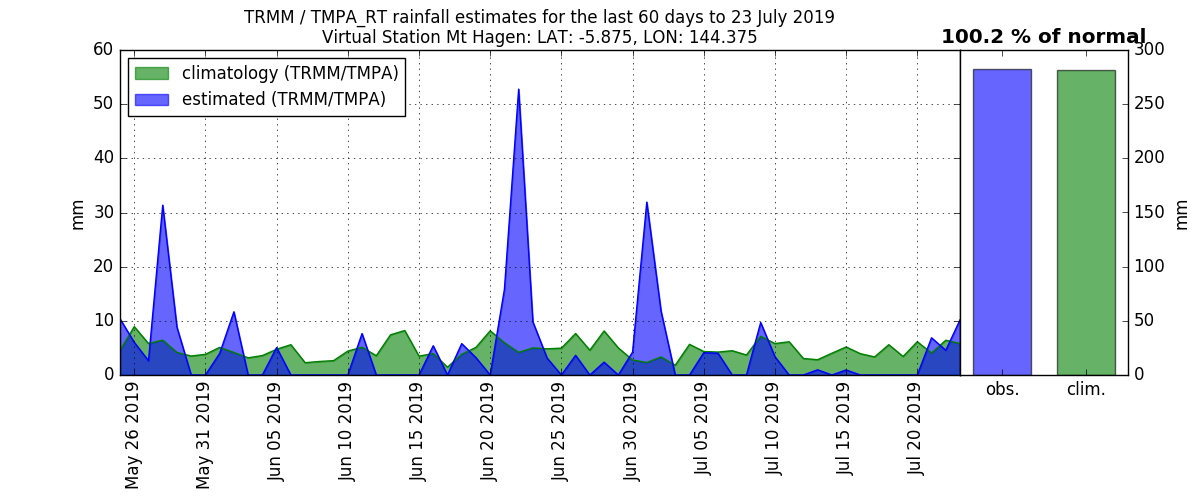 TRMM / TMPA_RT rainfall estimates for the last 60 days to 23 July 2019
Virtual Station Mt Hagen: LAT: -5.875, LON: 144.375
100.2 % of normal
climatology (TRMM/TMPA)
estimated (TRMM/TMPA)
60
50
40
30
20
10
0
mm
May 26 2019
May 31 2019
Jun 05 2019
Jun 10 2019
Jun 15 2019
Jun 20 2019
Jun 25 2019
Jun 30 2019
Jul 05 2019
Jul 10 2019
Jul 15 2019
Jul 20 2019
obs.
clim.
300
250
200
150
100
50
0
mm